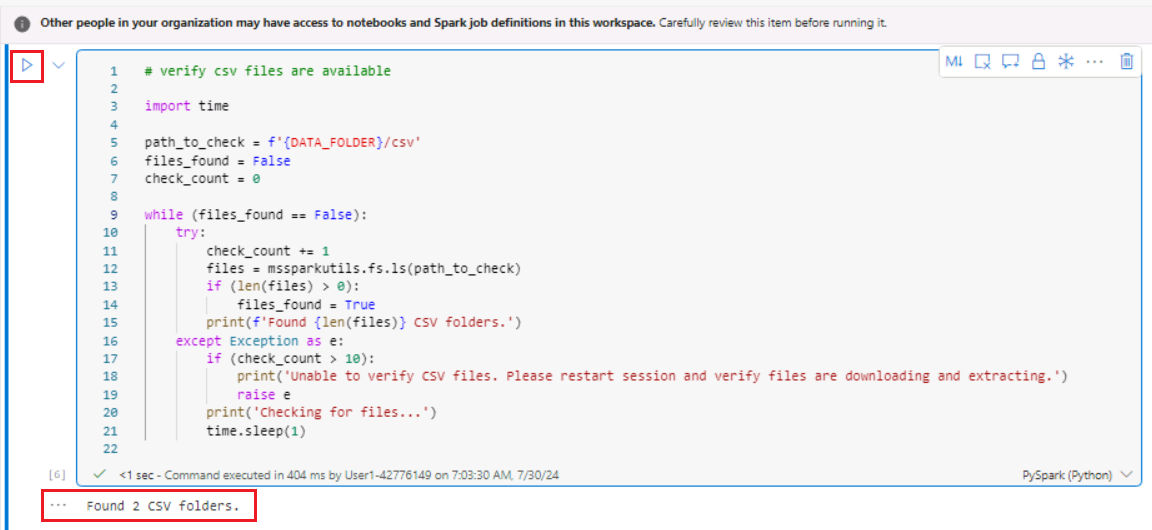 Other people in your organization may have access to notebooks and Spark job definitions in this workspace. Carefully review this item before running it.
M↓
1 # verify csv files are available
2
3 import time
4
5 path_to_check = f'{DATA_FOLDER}/csv'
6 files_found = False
7 check_count = 0
8
9 while (files_found == False):
10 try:
11 check_count += 1
12 files = mssparkutils.fs.ls(path_to_check)
13 if (len(files) > 0):
14 files_found = True
15 print(f'Found {len(files)} CSV folders.')
16 except Exception as e:
17 if (check_count > 10):
18 print('Unable to verify CSV files. Please restart session and verify files are downloading and extracting.')
19 raise e
20 print('Checking for files...')
21 time.sleep(1)
22
[6] <1 sec - Command executed in 404 ms by User1-42776149 on 7:03:30 AM, 7/30/24 PySpark (Python)
Found 2 CSV folders.